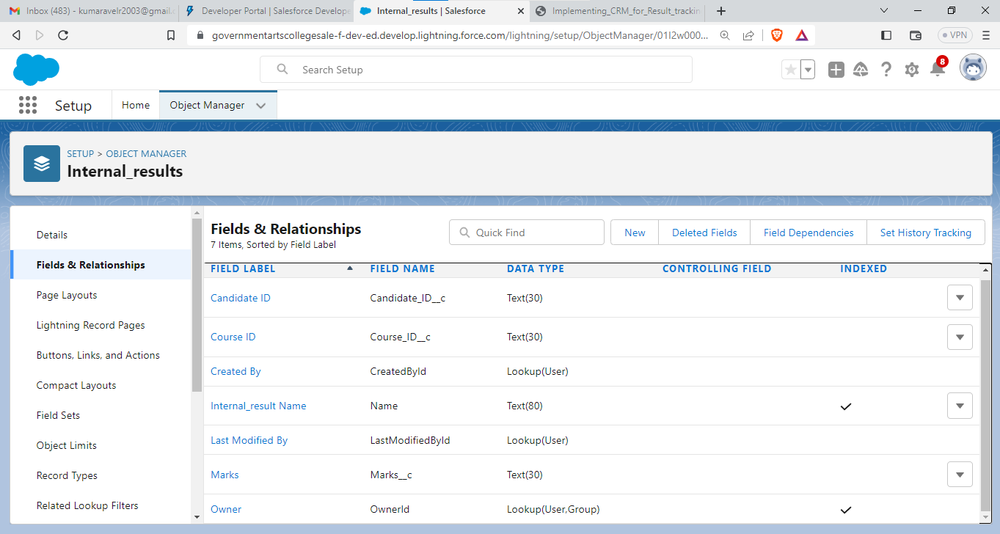 Inbox (483) - kumaravelr2003@gmail.c
Developer Portal | Salesforce Develope
Internal_results | Salesforce
Implementing_CRM_for_Result_trackin
governmentartscollegesale-f-dev-ed.develop.lightning.force.com/lightning/setup/ObjectManager/01I2w000...
VPN
Search Setup
8
Setup
Home
Object Manager
SETUP > OBJECT MANAGER
Internal_results
Details
Fields & Relationships
Page Layouts
Lightning Record Pages
Buttons, Links, and Actions
Compact Layouts
Field Sets
Object Limits
Record Types
Related Lookup Filters
Fields & Relationships
7 Items, Sorted by Field Label
Quick Find
New
Deleted Fields
Field Dependencies
Set History Tracking
FIELD LABEL FIELD NAME DATA TYPE CONTROLLING FIELD INDEXED
Candidate ID Candidate_ID__c Text(30)
Course ID Course_ID__c Text(30)
Created By CreatedById Lookup(User)
Internal_result Name Name Text(80)
Last Modified By LastModifiedById Lookup(User)
Marks Marks__c Text(30)
Owner OwnerId Lookup(User,Group)